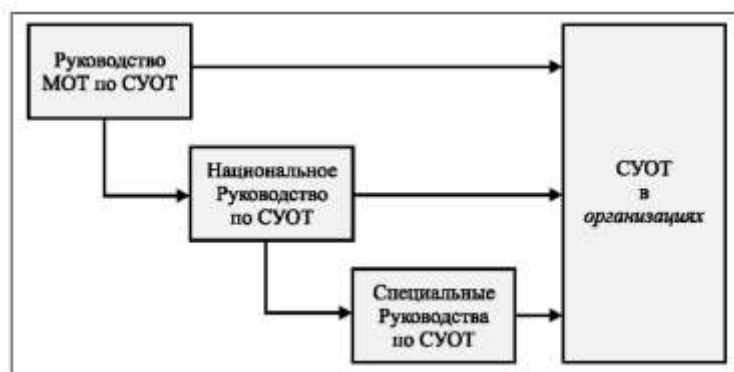 Руководство
МОТ по СУОТ
Национальное
Руководство
по СУОТ
Специальные
Руководства
по СУОТ
СУОТ
в
организациях